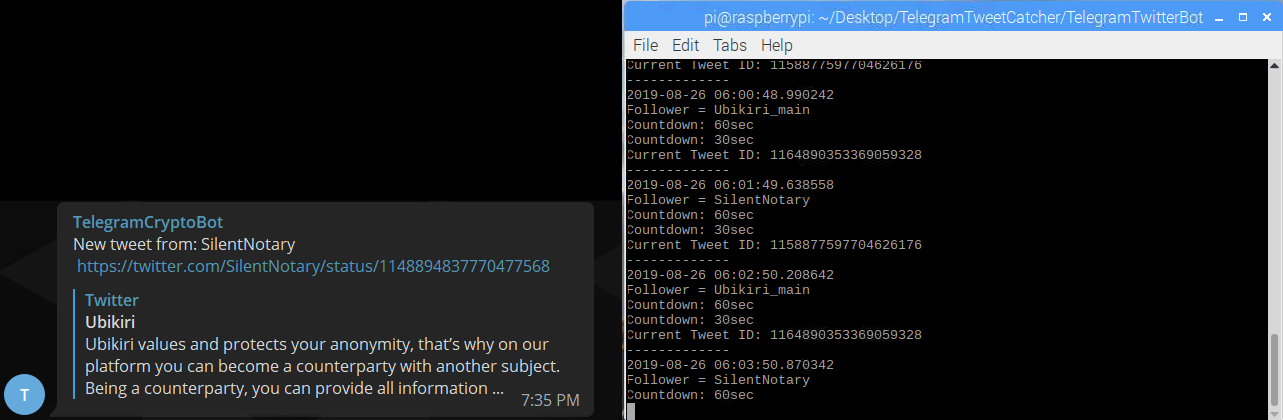 TelegramCryptoBot
New tweet from: SilentNotary
https://twitter.com/SilentNotary/status/1148894837770477568
Twitter
Ubikiri
Ubikiri values and protects your anonymity, that's why on our
platform you can become a counterparty with another subject.
Being a counterparty, you can provide all information ...
7:35 PM
T
pi@raspberrypi: ~/Desktop/TelegramTweetCatcher/TelegramTwitterBot
File Edit Tabs Help
Current Tweet ID: 1158877597704626176
-------------
2019-08-26 06:00:48.990242
Follower = Ubikiri_main
Countdown: 60sec
Countdown: 30sec
Current Tweet ID: 1164890353369059328
-------------
2019-08-26 06:01:49.638558
Follower = SilentNotary
Countdown: 60sec
Countdown: 30sec
Current Tweet ID: 1158877597704626176
-------------
2019-08-26 06:02:50.208642
Follower = Ubikiri_main
Countdown: 60sec
Countdown: 30sec
Current Tweet ID: 1164890353369059328
-------------
2019-08-26 06:03:50.870342
Follower = SilentNotary
Countdown: 60sec